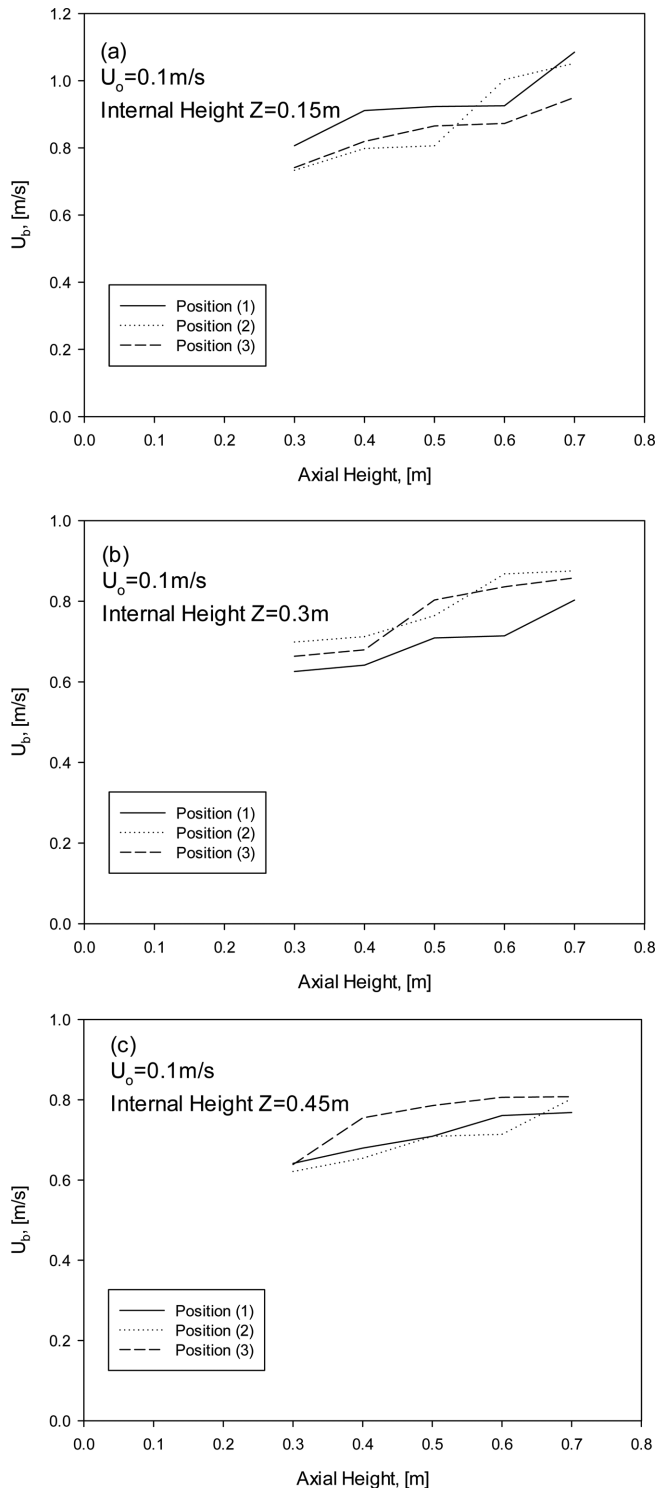 (a)
Uo=0.1m/s
Internal Height Z=0.15m
1.2
1.0
0.8
0.6
0.4
0.2
0.0
Ub, [m/s]
Position (1)
Position (2)
Position (3)
0.0 0.1 0.2 0.3 0.4 0.5 0.6 0.7 0.8
Axial Height, [m]
(b)
Uo=0.1m/s
Internal Height Z=0.3m
1.0
0.8
0.6
0.4
0.2
0.0
Ub, [m/s]
Position (1)
Position (2)
Position (3)
0.0 0.1 0.2 0.3 0.4 0.5 0.6 0.7 0.8
Axial Height, [m]
(c)
Uo=0.1m/s
Internal Height Z=0.45m
1.0
0.8
0.6
0.4
0.2
0.0
Ub, [m/s]
Position (1)
Position (2)
Position (3)
0.0 0.1 0.2 0.3 0.4 0.5 0.6 0.7 0.8
Axial Height, [m]